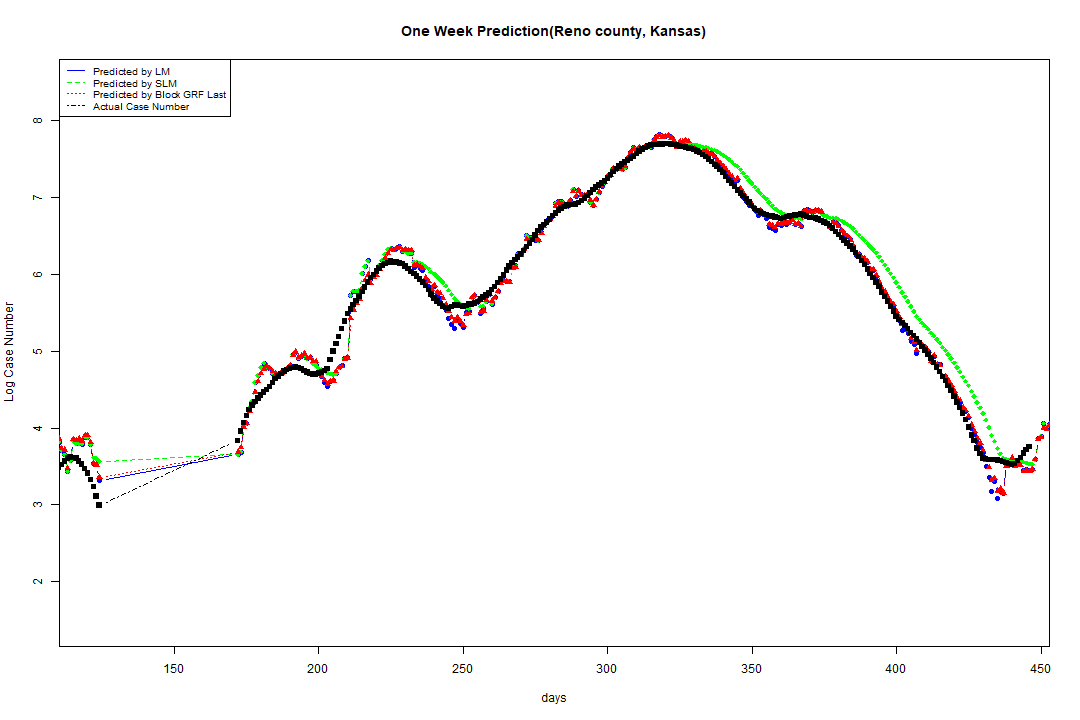 One Week Prediction(Reno county, Kansas)
Predicted by LM
Predicted by SLM
Predicted by Block GRF Last
Actual Case Number
8
7
6
5
4
3
2
Log Case Number
150 200 250 300 350 400 450
days